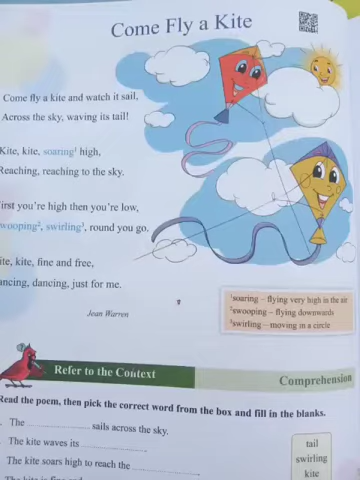 Come Fly a Kite
Come fly a kite and watch it sail,
Across the sky, waving its tail!
Kite, kite, soaring¹ high,
Reaching, reaching to the sky.
irst you're high then you're low,
wooping², swirling³, round you go.
ite, kite, fine and free,
ancing, dancing, just for me.
Jean Warren
¹soaring – flying very high in the air
²swooping – flying downwards
³swirling – moving in a circle
Refer to the Context
Comprehension
Read the poem, then pick the correct word from the box and fill in the blanks.
The ............ sails across the sky.
The kite waves its ............
The kite soars high to reach the ............
The kite is fine and
tail
swirling
kite